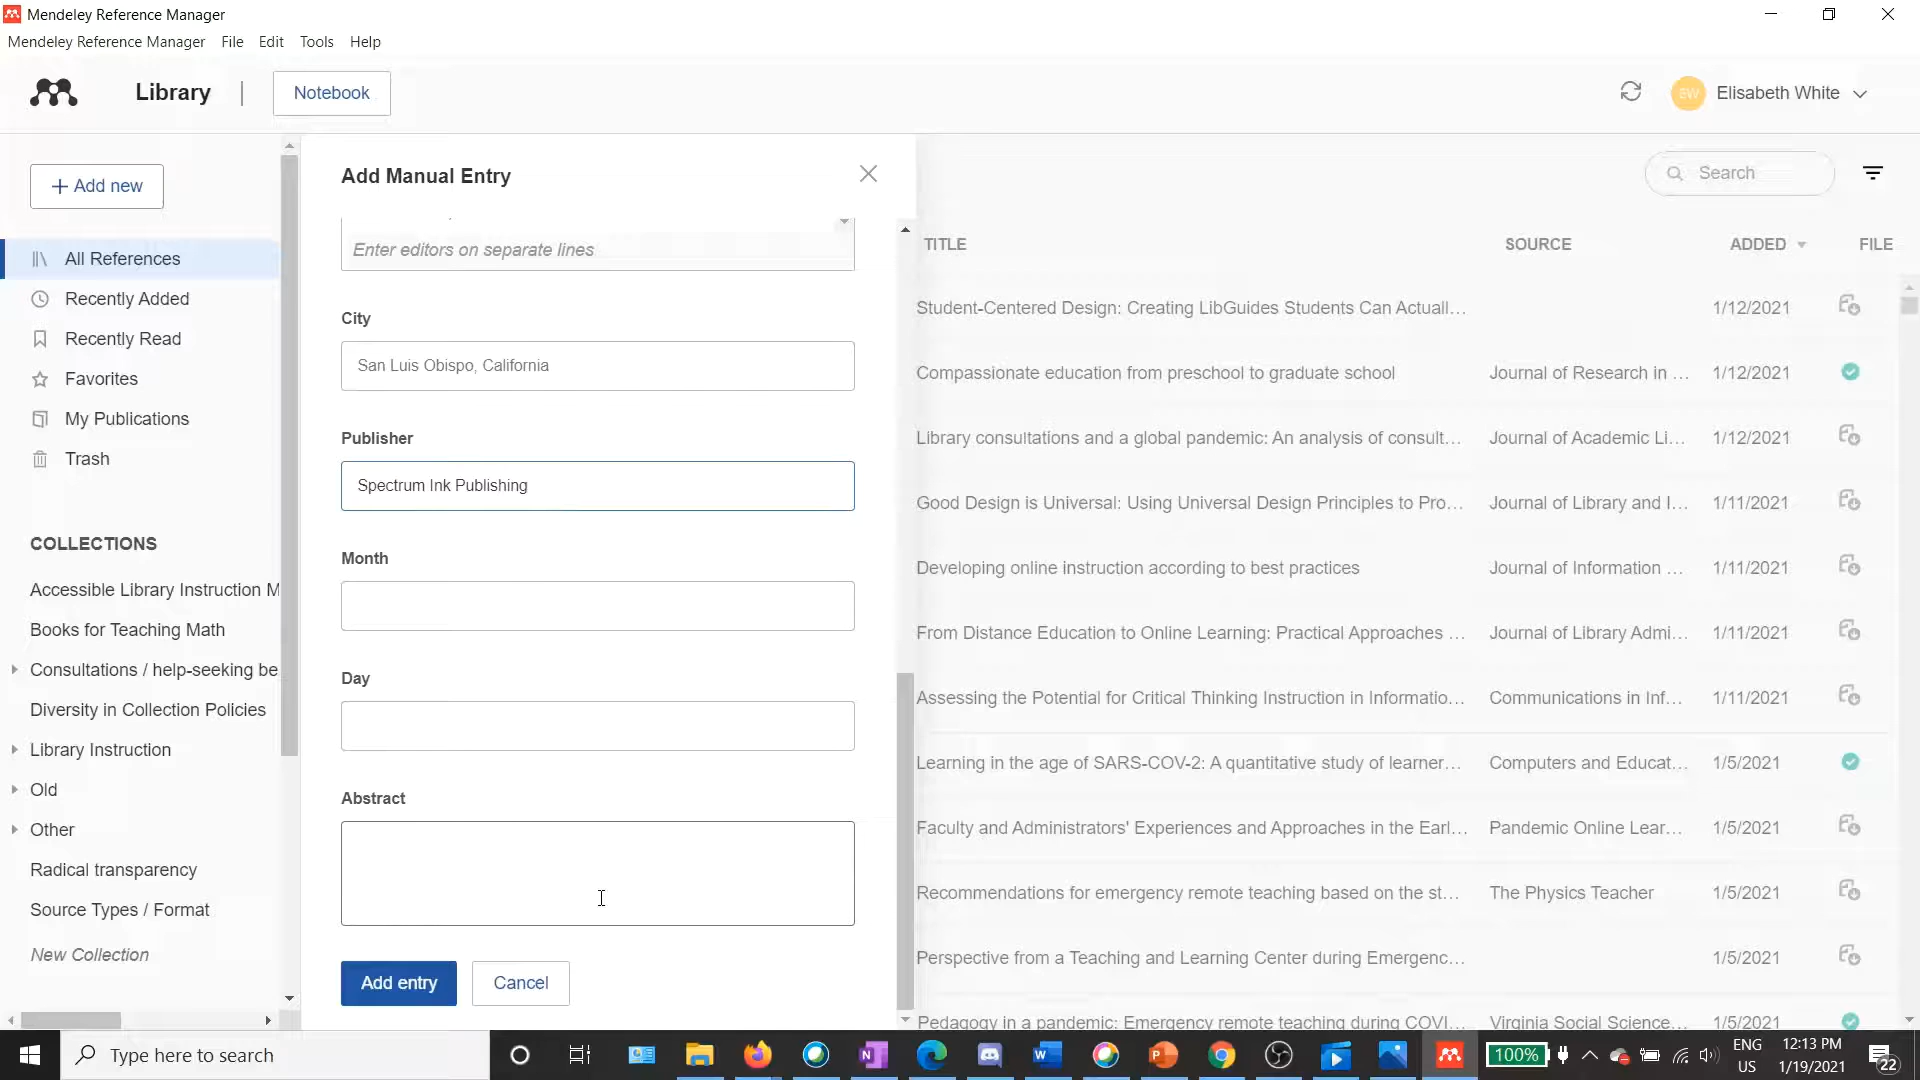 Mendeley Reference Manager
Mendeley Reference Manager File Edit Tools Help
Library
Notebook
EW
Elisabeth White
+ Add new
All References
Recently Added
Recently Read
Favorites
My Publications
Trash
COLLECTIONS
Accessible Library Instruction M
Books for Teaching Math
Consultations / help-seeking be
Diversity in Collection Policies
Library Instruction
Old
Other
Radical transparency
Source Types / Format
New Collection
Add Manual Entry
Enter editors on separate lines
City
San Luis Obispo, California
Publisher
Spectrum Ink Publishing
Month
Day
Abstract
Add entry
Cancel
Search
TITLE SOURCE ADDED FILE
Student-Centered Design: Creating LibGuides Students Can Actuall... 1/12/2021
Compassionate education from preschool to graduate school Journal of Research in ... 1/12/2021
Library consultations and a global pandemic: An analysis of consult... Journal of Academic Li... 1/12/2021
Good Design is Universal: Using Universal Design Principles to Pro... Journal of Library and I... 1/11/2021
Developing online instruction according to best practices Journal of Information ... 1/11/2021
From Distance Education to Online Learning: Practical Approaches ... Journal of Library Admi... 1/11/2021
Assessing the Potential for Critical Thinking Instruction in Informatio... Communications in Inf... 1/11/2021
Learning in the age of SARS-COV-2: A quantitative study of learner... Computers and Educat... 1/5/2021
Faculty and Administrators' Experiences and Approaches in the Earl... Pandemic Online Lear... 1/5/2021
Recommendations for emergency remote teaching based on the st... The Physics Teacher 1/5/2021
Perspective from a Teaching and Learning Center during Emergenc... 1/5/2021
Pedagogy in a pandemic: Emergency remote teaching during COVI... Virginia Social Science... 1/5/2021
Type here to search
100%
ENG
US
12:13 PM
1/19/2021
22